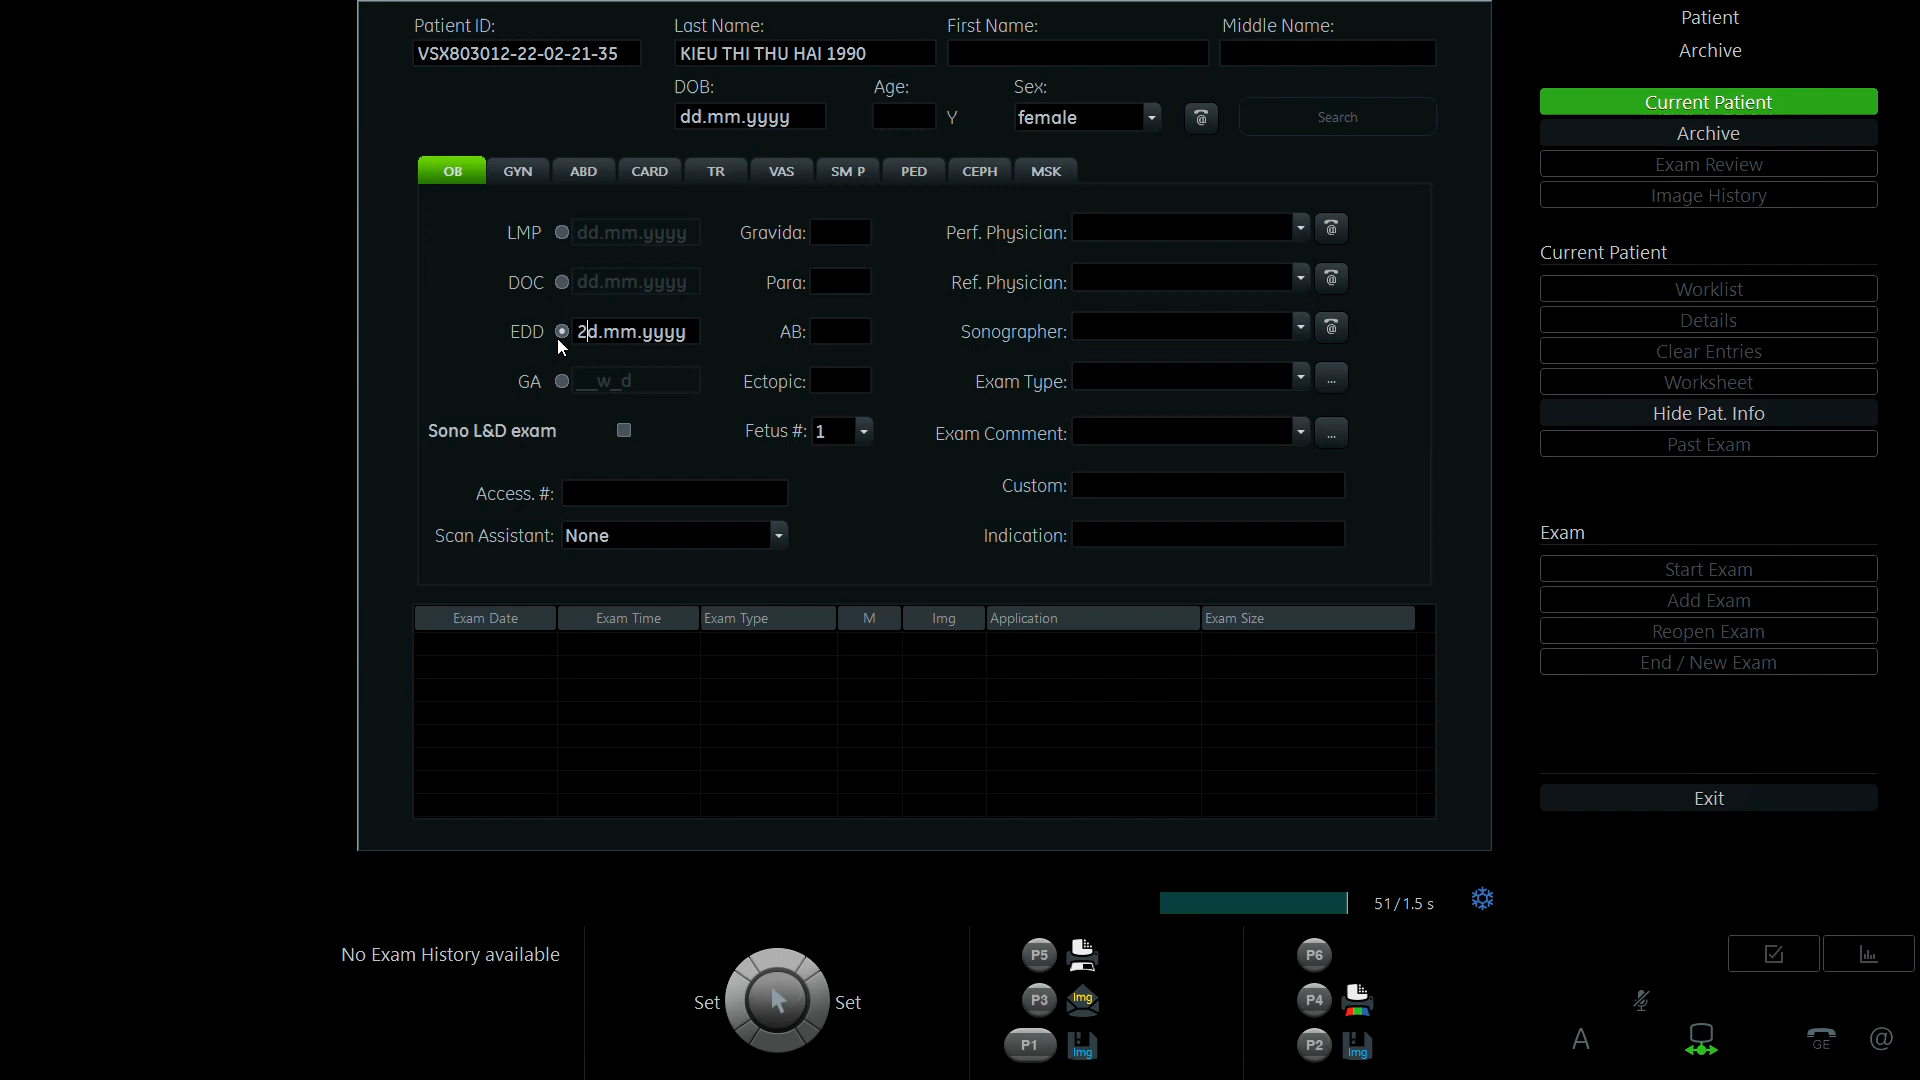 Patient ID: Last Name: First Name: Middle Name:
VSX803012-22-02-21-35 KIEU THI THU HAI 1990
DOB: Age: Sex:
dd.mm.yyyy Y female @ Search
OB GYN ABD CARD TR VAS SM P PED CEPH MSK
LMP dd.mm.yyyy Gravida: Perf. Physician: @
DOC dd.mm.yyyy Para: Ref. Physician: @
EDD 2d.mm.yyyy AB: Sonographer: @
GA __w_d Ectopic: Exam Type: ...
Sono L&D exam Fetus #: 1 Exam Comment: ...
Access. #: Custom:
Scan Assistant: None Indication:
Exam Date Exam Time Exam Type M Img Application Exam Size
51/1.5 s
No Exam History available
Set Set
P5
P3 Img
P1 Img
P6
P4
P2 Img
Patient
Archive
Current Patient
Archive
Exam Review
Image History
Current Patient
Worklist
Details
Clear Entries
Worksheet
Hide Pat. Info
Past Exam
Exam
Start Exam
Add Exam
Reopen Exam
End / New Exam
Exit
A GE @